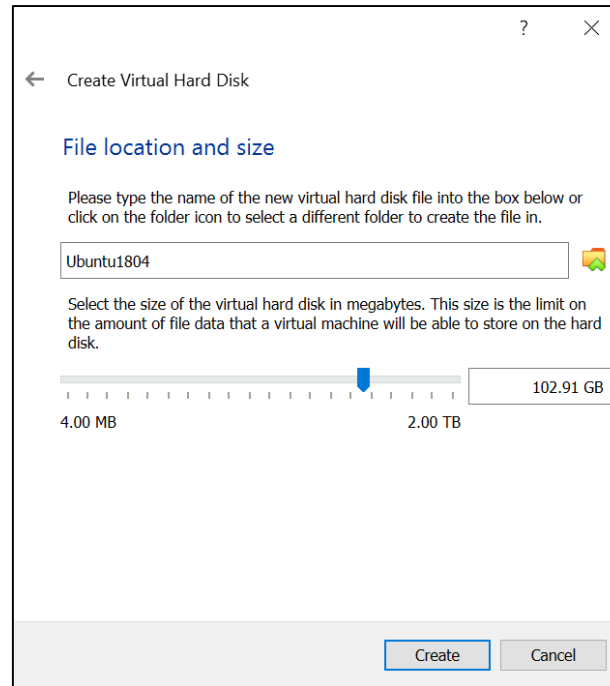 ?
Create Virtual Hard Disk
File location and size
Please type the name of the new virtual hard disk file into the box below or
click on the folder icon to select a different folder to create the file in.
Ubuntu1804
Select the size of the virtual hard disk in megabytes. This size is the limit on
the amount of file data that a virtual machine will be able to store on the hard
disk.
102.91 GB
4.00 MB 2.00 TB
Create Cancel